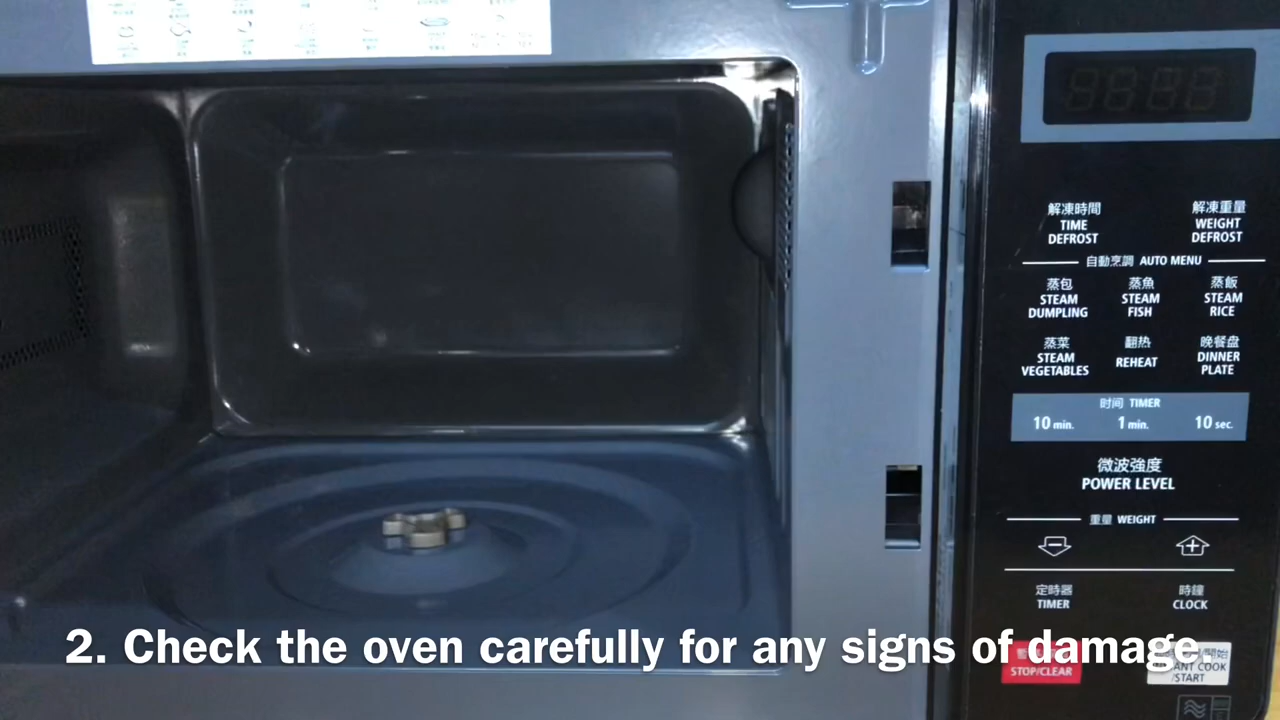 解凍時間
TIME
DEFROST
解凍重量
WEIGHT
DEFROST
自動烹調 AUTO MENU
蒸包
STEAM
DUMPLING
蒸魚
STEAM
FISH
蒸飯
STEAM
RICE
蒸菜
STEAM
VEGETABLES
翻热
REHEAT
晚餐盘
DINNER
PLATE
时间 TIMER
10 min.
1 min.
10 sec.
微波強度
POWER LEVEL
重量 WEIGHT
定時器
TIMER
時鐘
CLOCK
2. Check the oven carefully for any signs of damage.
STOP/CLEAR
開始
COOK
/START